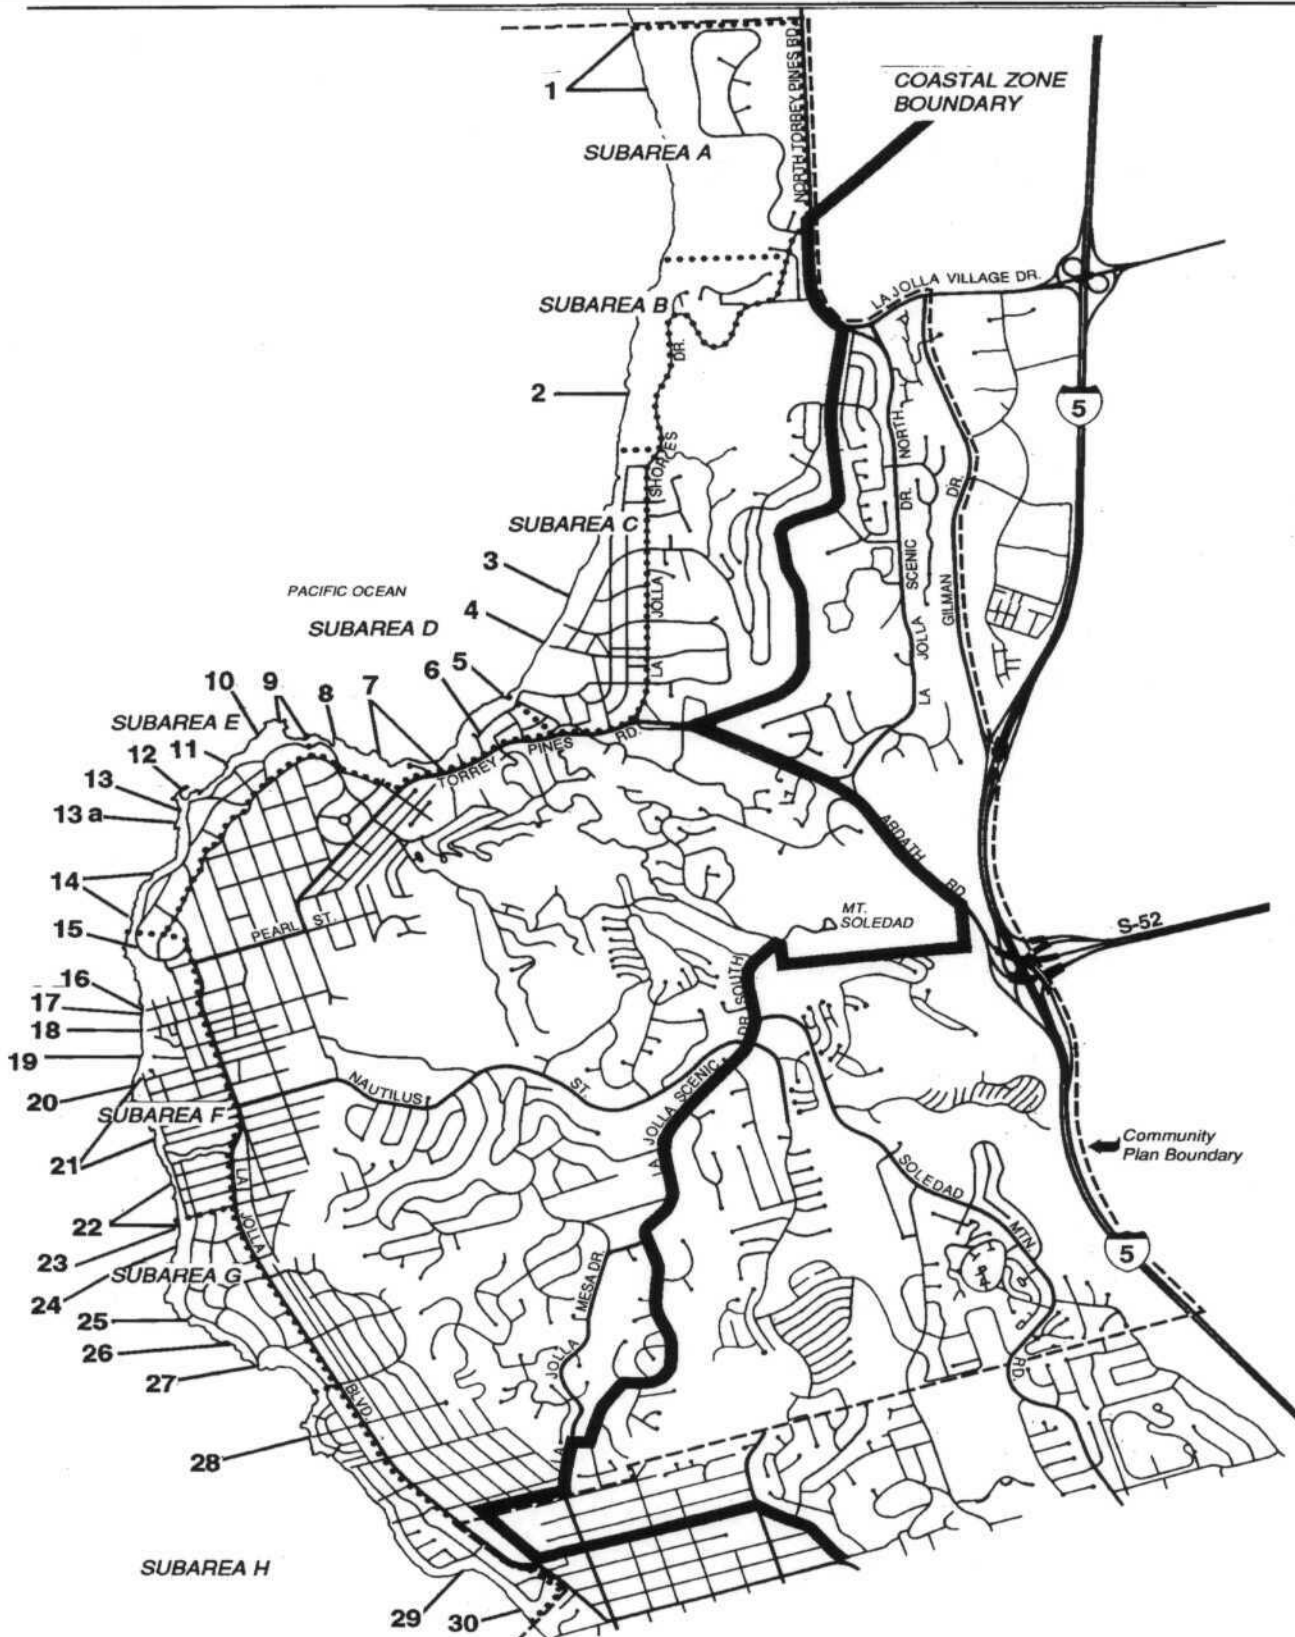 1
NORTH TORREY PINES RD.
COASTAL ZONE
BOUNDARY
SUBAREA A
LA JOLLA VILLAGE DR.
SUBAREA B
DR.
2
5
NORTH
SHORES
SUBAREA C
DR.
DR.
3
PACIFIC OCEAN
JOLLA
SCENIC
GILMAN
4
SUBAREA D
JOLLA
LA
LA
5
6
7
8
9
10
SUBAREA E
TORREY PINES RD.
11
12
13
13 a
ARDATH
RD.
14
15
PEARL ST.
MT.
SOLEDAD
S-52
16
17
18
19
LA JOLLA SCENIC DR. SOUTH
NAUTILUS ST.
20
SUBAREA F
21
Community
Plan Boundary
SOLEDAD
MTN.
RD.
22
23
24
SUBAREA G
LA
JOLLA
BLVD.
5
25
26
27
LA
JOLLA
MESA DR.
28
SUBAREA H
29
30